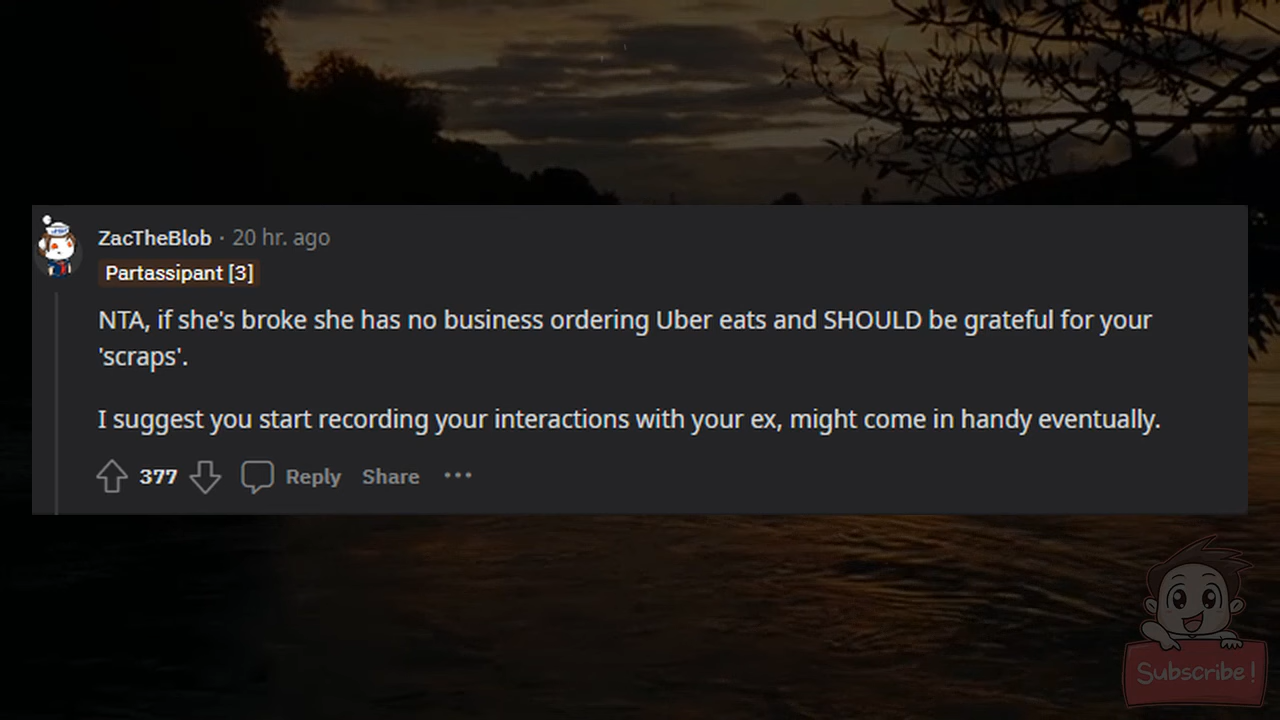 ZacTheBlob · 20 hr. ago
Partassipant [3]
NTA, if she's broke she has no business ordering Uber eats and SHOULD be grateful for your
'scraps'.
I suggest you start recording your interactions with your ex, might come in handy eventually.
377 Reply Share ···
Subscribe!